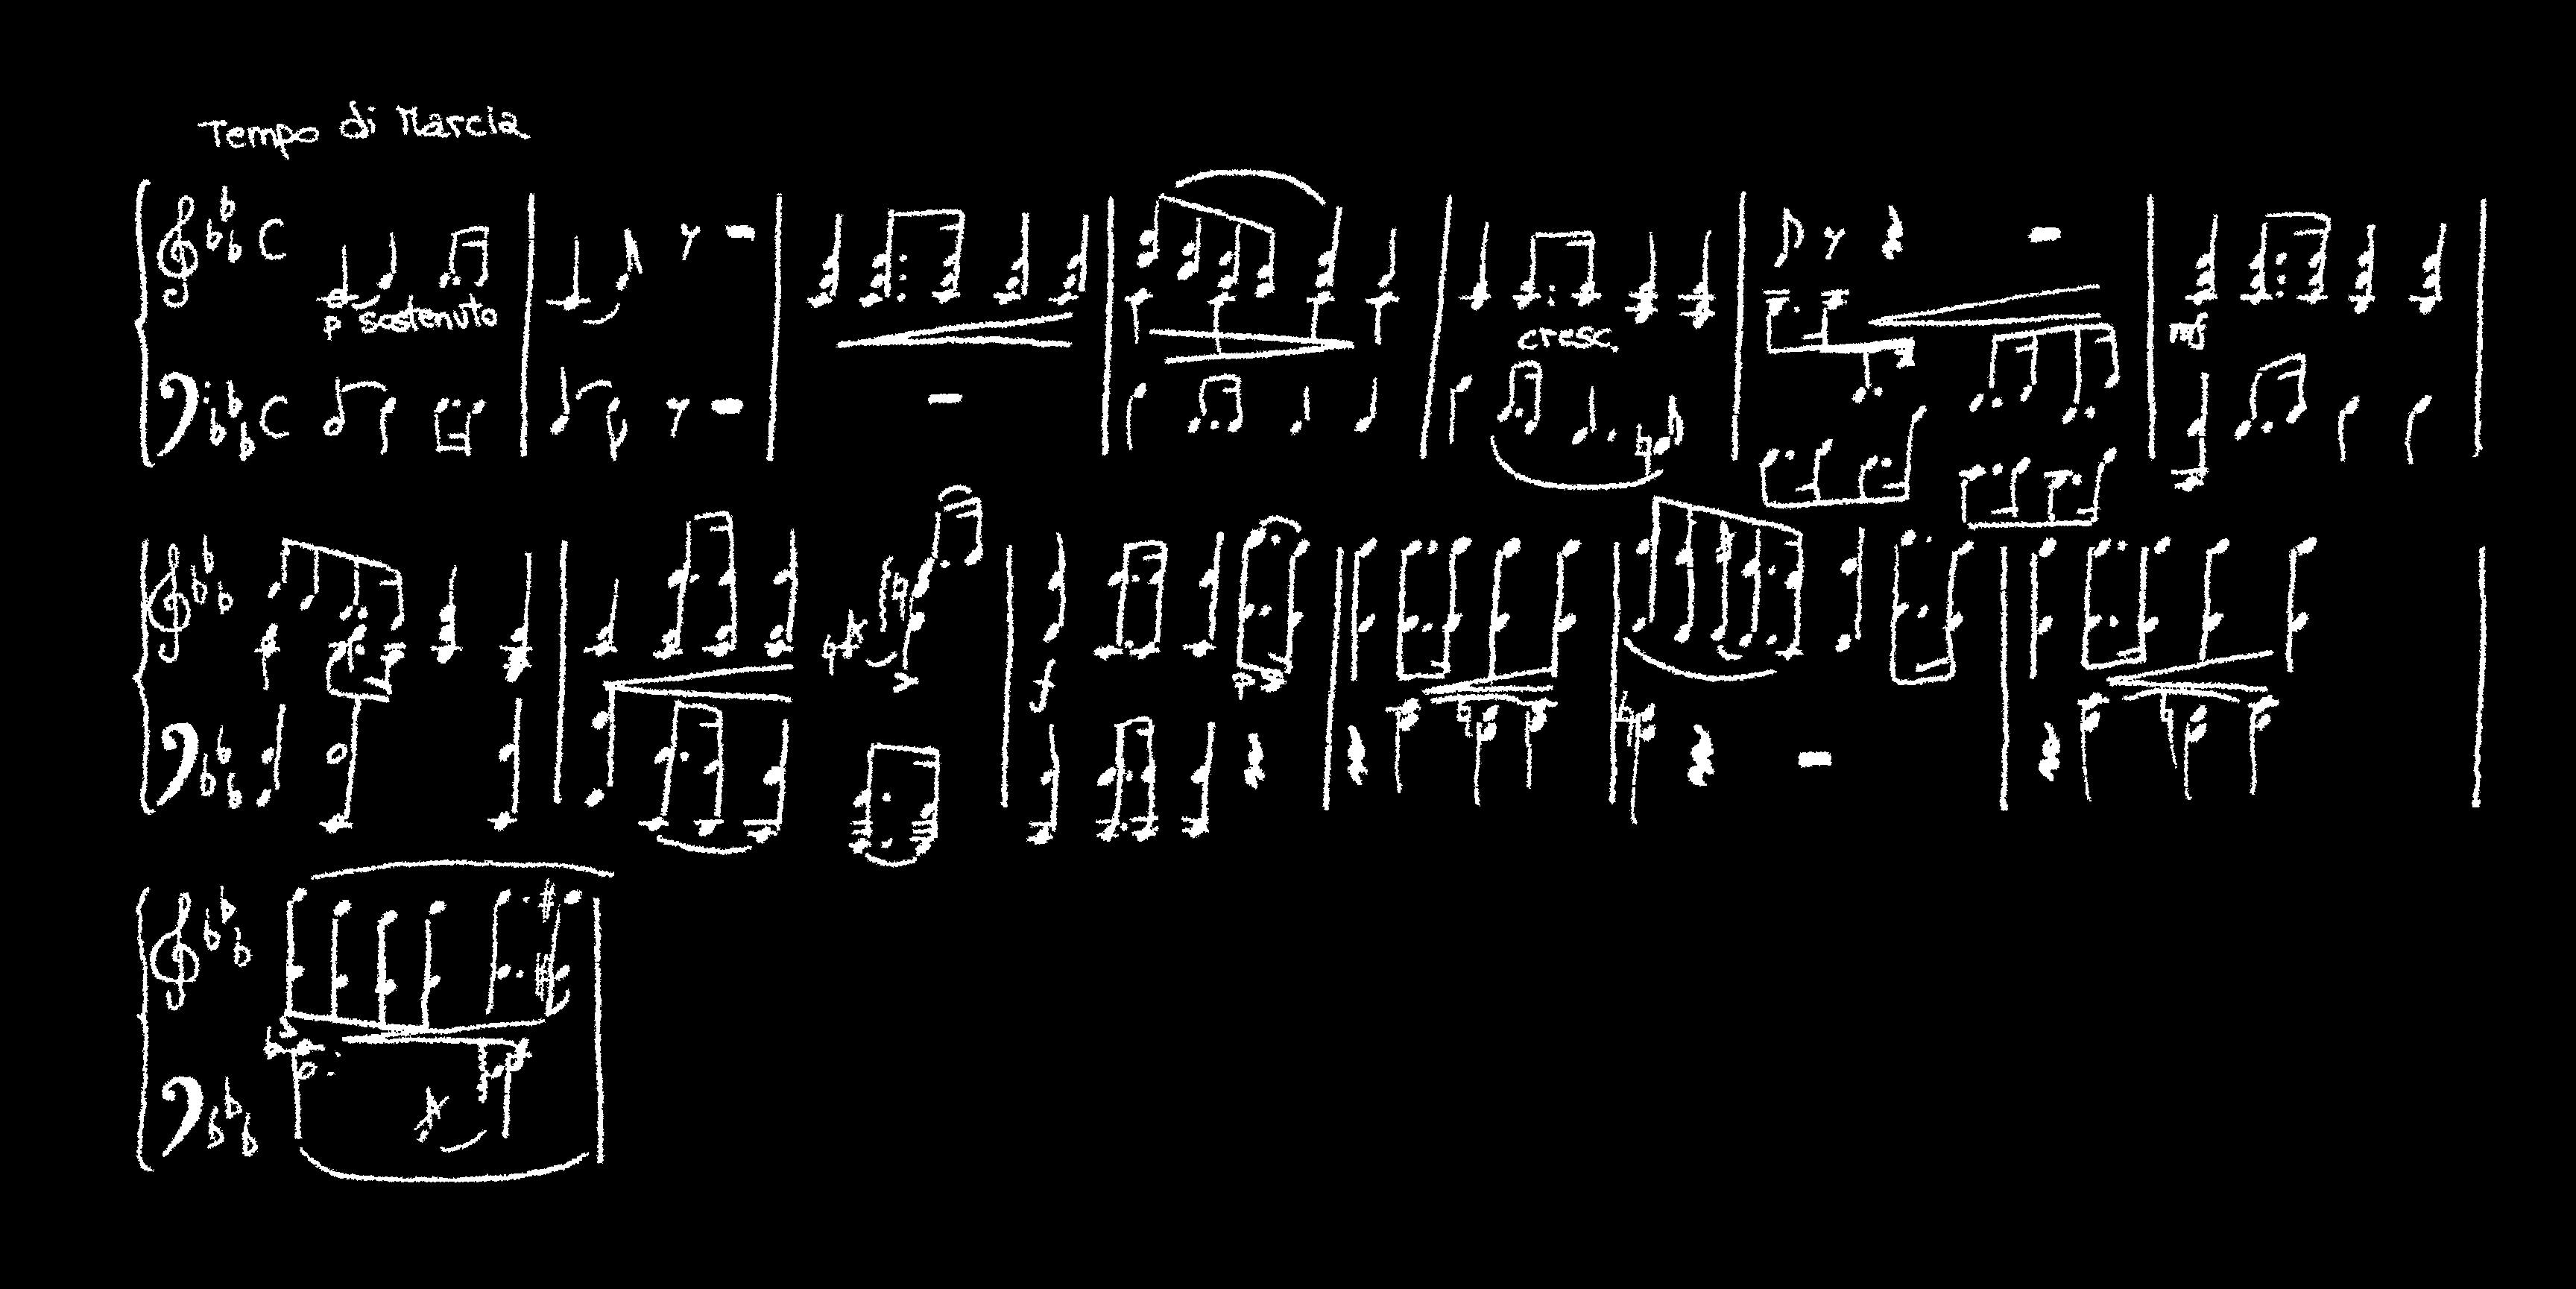 Tempo di Marcia
p sostenuto
cresc.
mf
f